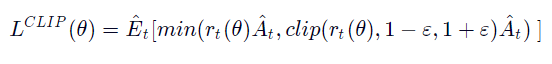 L^{CLIP}(θ) = Ê_t[min(r_t(θ)Â_t, clip(r_t(θ), 1 − ε, 1 + ε)Â_t) ]